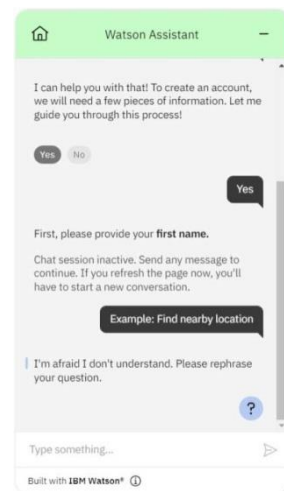 Watson Assistant
I can help you with that! To create an account,
we will need a few pieces of information. Let me
guide you through this process!
Yes No
Yes
First, please provide your first name.
Chat session inactive. Send any message to
continue. If you refresh the page now, you'll
have to start a new conversation.
Example: Find nearby location
I'm afraid I don't understand. Please rephrase
your question.
?
Type something...
Built with IBM Watson®